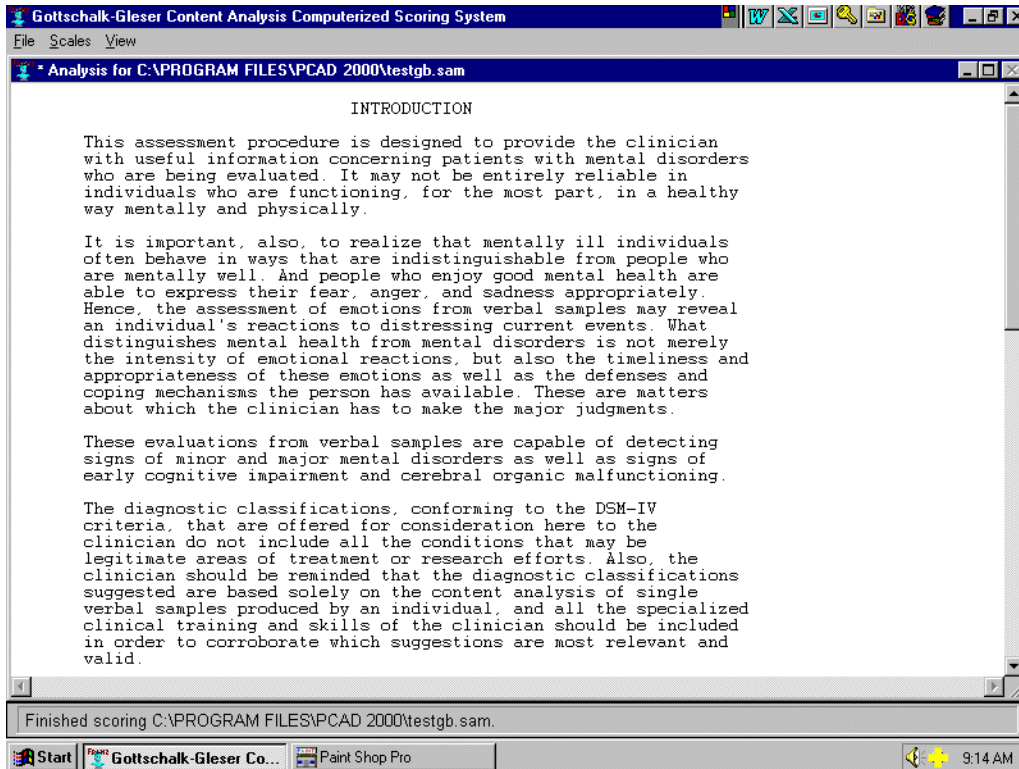 Gottschalk-Gleser Content Analysis Computerized Scoring System
File Scales View
* Analysis for C:\PROGRAM FILES\PCAD 2000\testgb.sam
INTRODUCTION
This assessment procedure is designed to provide the clinician
with useful information concerning patients with mental disorders
who are being evaluated. It may not be entirely reliable in
individuals who are functioning, for the most part, in a healthy
way mentally and physically.
It is important, also, to realize that mentally ill individuals
often behave in ways that are indistinguishable from people who
are mentally well. And people who enjoy good mental health are
able to express their fear, anger, and sadness appropriately.
Hence, the assessment of emotions from verbal samples may reveal
an individual's reactions to distressing current events. What
distinguishes mental health from mental disorders is not merely
the intensity of emotional reactions, but also the timeliness and
appropriateness of these emotions as well as the defenses and
coping mechanisms the person has available. These are matters
about which the clinician has to make the major judgments.
These evaluations from verbal samples are capable of detecting
signs of minor and major mental disorders as well as signs of
early cognitive impairment and cerebral organic malfunctioning.
The diagnostic classifications, conforming to the DSM-IV
criteria, that are offered for consideration here to the
clinician do not include all the conditions that may be
legitimate areas of treatment or research efforts. Also, the
clinician should be reminded that the diagnostic classifications
suggested are based solely on the content analysis of single
verbal samples produced by an individual, and all the specialized
clinical training and skills of the clinician should be included
in order to corroborate which suggestions are most relevant and
valid.
Finished scoring C:\PROGRAM FILES\PCAD 2000\testgb.sam.
Start Gottschalk-Gleser Co... Paint Shop Pro 9:14 AM